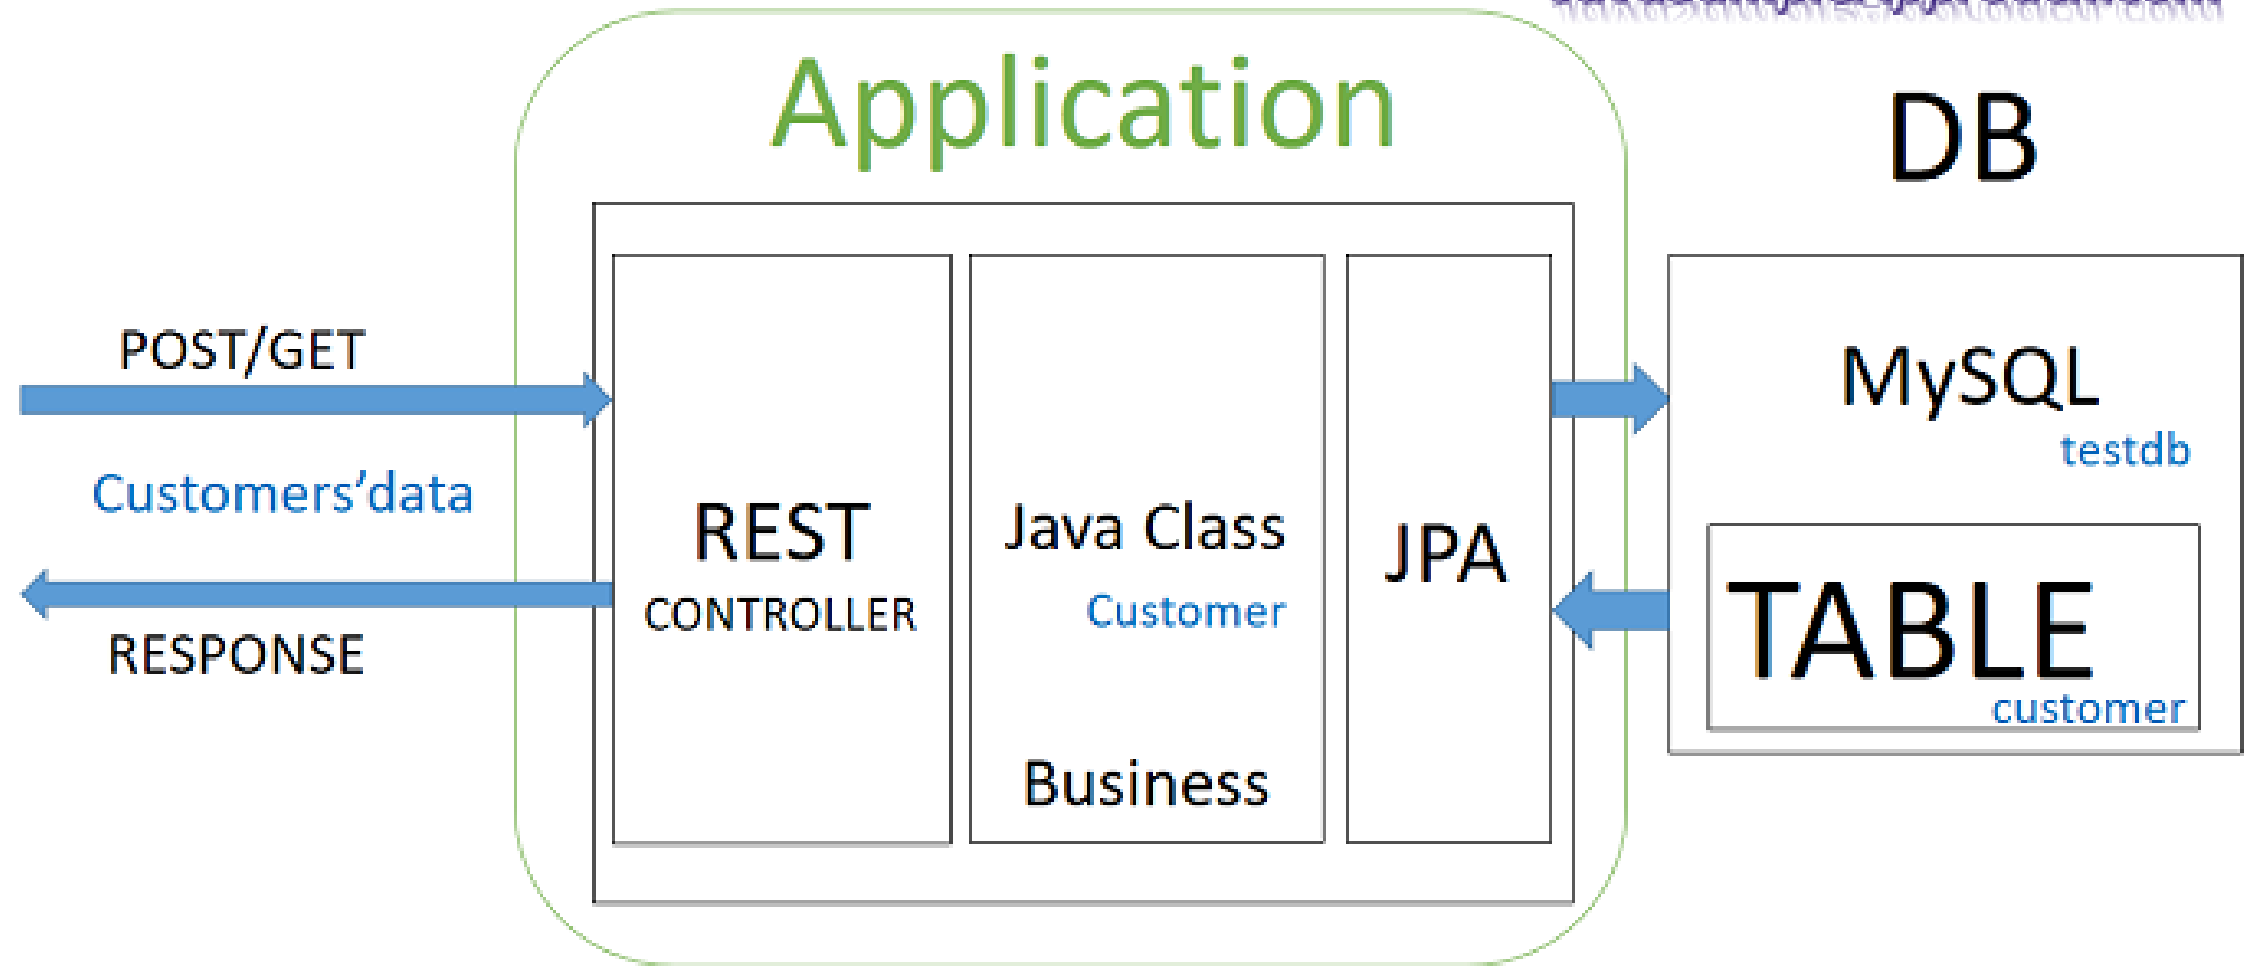 Application
DB
POST/GET
Customers'data
RESPONSE
REST
CONTROLLER
Java Class
Customer
Business
JPA
MySQL
testdb
TABLE
customer